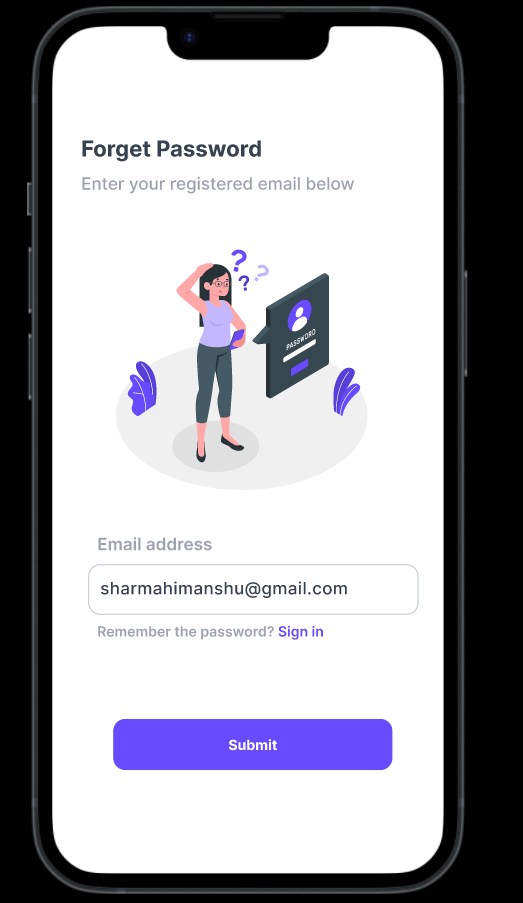 Forget Password
Enter your registered email below
? ? ?
PASSWORD
Email address
sharmahimanshu@gmail.com
Remember the password? Sign in
Submit